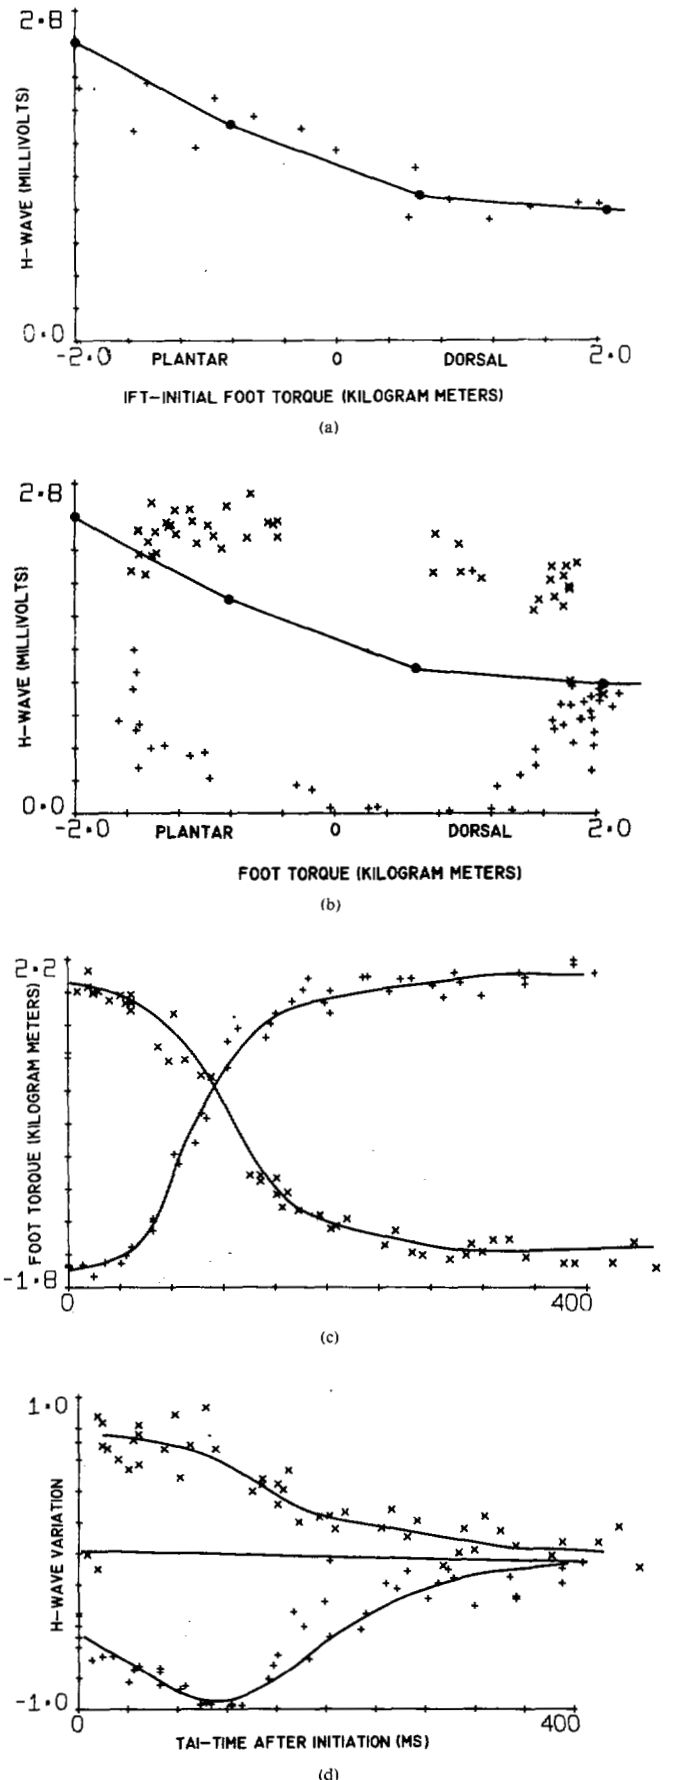 2.8
H-WAVE (MILLIVOLTS)
0.0
-2.0 PLANTAR 0 DORSAL 2.0
IFT-INITIAL FOOT TORQUE (KILOGRAM METERS)
(a)
2.8
H-WAVE (MILLIVOLTS)
0.0
-2.0 PLANTAR 0 DORSAL 2.0
FOOT TORQUE (KILOGRAM METERS)
(b)
2.2
FOOT TORQUE (KILOGRAM METERS)
-1.8
0 400
(c)
1.0
H-WAVE VARIATION
-1.0
0 400
TAI-TIME AFTER INITIATION (MS)
(d)